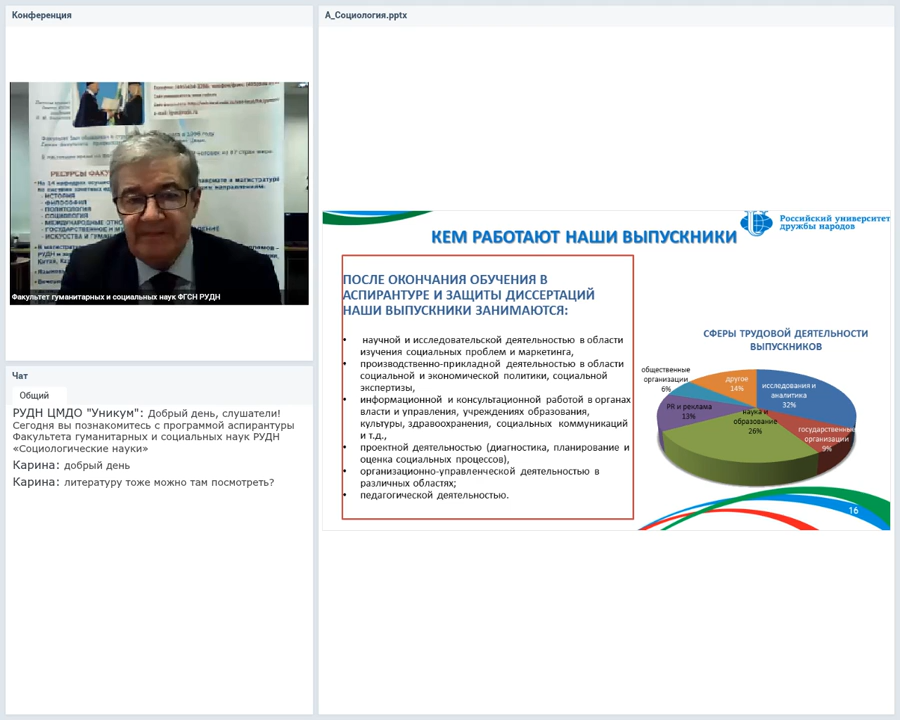 Конференция
Факультет гуманитарных и социальных наук ФГСН РУДН
РЕСУРСЫ
ИСТОРИЯ
ФИЛОСОФИЯ
ПОЛИТОЛОГИЯ
СОЦИОЛОГИЯ
Чат
Общий
РУДН ЦМДО "Уникум": Добрый день, слушатели!
Сегодня вы познакомитесь с программой аспирантуры
Факультета гуманитарных и социальных наук РУДН
«Социологические науки»
Карина: добрый день
Карина: литературу тоже можно там посмотреть?
А_Социология.pptx
Российский университет
дружбы народов
КЕМ РАБОТАЮТ НАШИ ВЫПУСКНИКИ
ПОСЛЕ ОКОНЧАНИЯ ОБУЧЕНИЯ В
АСПИРАНТУРЕ И ЗАЩИТЫ ДИССЕРТАЦИЙ
НАШИ ВЫПУСКНИКИ ЗАНИМАЮТСЯ:
• научной и исследовательской деятельностью в области
изучения социальных проблем и маркетинга,
• производственно-прикладной деятельностью в области
социальной и экономической политики, социальной
экспертизы,
• информационной и консультационной работой в органах
власти и управления, учреждениях образования,
культуры, здравоохранения, социальных коммуникаций
и т.д.,
• проектной деятельностью (диагностика, планирование и
оценка социальных процессов),
• организационно-управленческой деятельностью в
различных областях;
• педагогической деятельностью.
СФЕРЫ ТРУДОВОЙ ДЕЯТЕЛЬНОСТИ
ВЫПУСКНИКОВ
общественные
организации
6%
другое
14%
исследования и
аналитика
32%
PR и реклама
13%
наука и
образование
26%
государственные
организации
9%
16